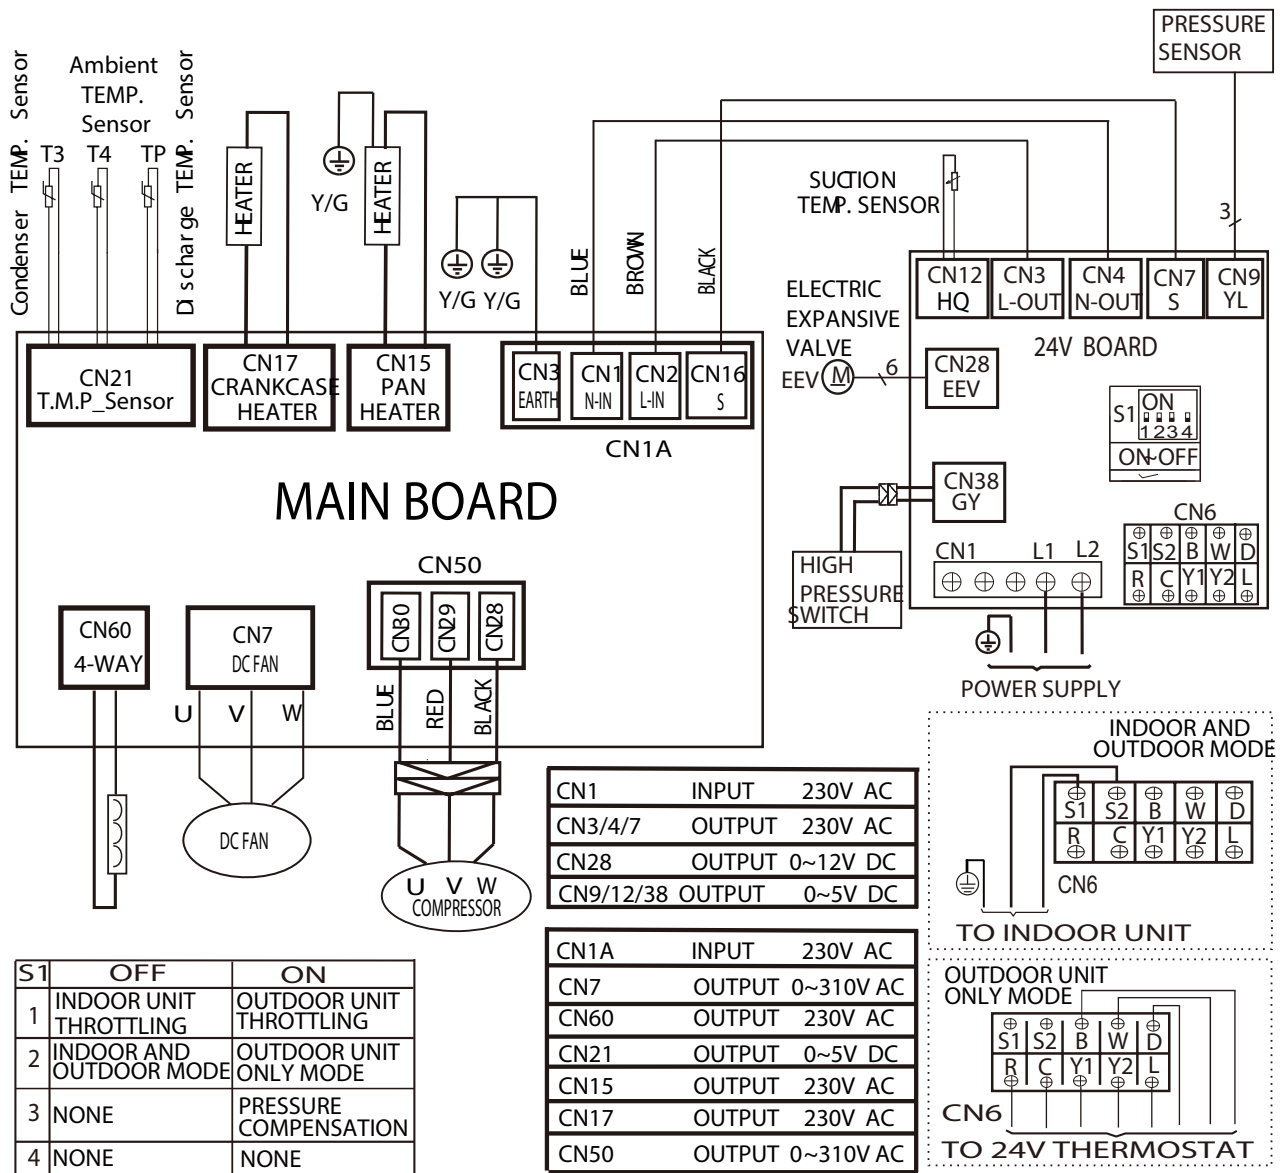 PRESSURE
SENSOR
Condenser TEMP. Sensor
Ambient
TEMP.
Sensor
Discharge TEMP. Sensor
T3
T4
TP
HEATER
Y/G
HEATER
Y/G
Y/G
BLUE
BROWN
BLACK
SUCTION
TEMP. SENSOR
3
CN12
HQ
CN3
L-OUT
CN4
N-OUT
CN7
S
CN9
YL
ELECTRIC
EXPANSIVE
VALVE
EEV
M
6
CN28
EEV
24V BOARD
S1
ON
1234
ON~OFF
CN38
GY
HIGH
PRESSURE
SWITCH
CN1
L1
L2
CN6
S1 S2 B W D
R C Y1 Y2 L
POWER SUPPLY
CN21
T.M.P_Sensor
CN17
CRANKCASE
HEATER
CN15
PAN
HEATER
CN3
EARTH
CN1
N-IN
CN2
L-IN
CN16
S
CN1A
MAIN BOARD
CN50
CN30
CN29
CN28
CN60
4-WAY
CN7
DC FAN
U
V
W
BLUE
RED
BLACK
DC FAN
U V W
COMPRESSOR
INDOOR AND
OUTDOOR MODE
S1 S2 B W D
R C Y1 Y2 L
CN6
TO INDOOR UNIT
OUTDOOR UNIT
ONLY MODE
S1 S2 B W D
R C Y1 Y2 L
CN6
TO 24V THERMOSTAT
CN1 INPUT 230V AC
CN3/4/7 OUTPUT 230V AC
CN28 OUTPUT 0~12V DC
CN9/12/38 OUTPUT 0~5V DC
CN1A INPUT 230V AC
CN7 OUTPUT 0~310V AC
CN60 OUTPUT 230V AC
CN21 OUTPUT 0~5V DC
CN15 OUTPUT 230V AC
CN17 OUTPUT 230V AC
CN50 OUTPUT 0~310V AC
S1 OFF ON
1 INDOOR UNIT THROTTLING OUTDOOR UNIT THROTTLING
2 INDOOR AND OUTDOOR MODE OUTDOOR UNIT ONLY MODE
3 NONE PRESSURE COMPENSATION
4 NONE NONE